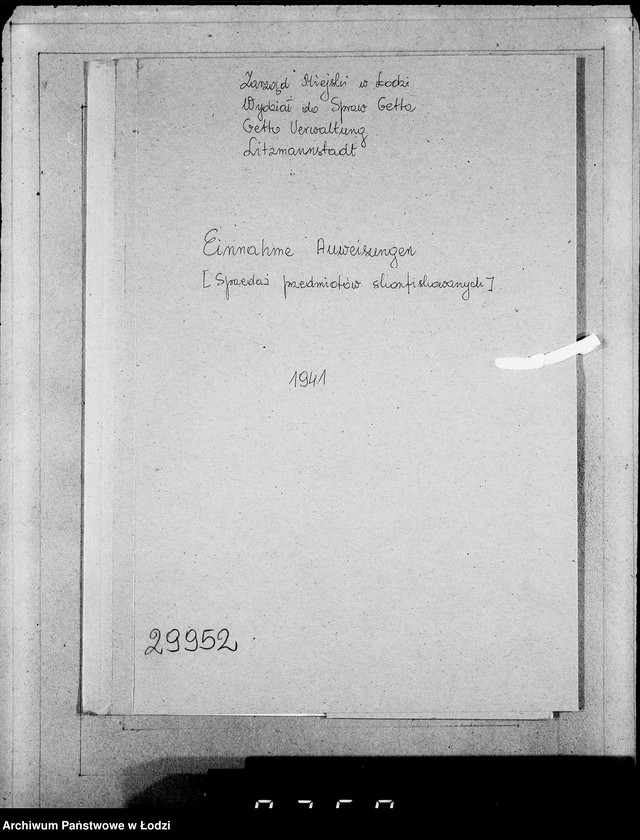 Zarząd Miejski w Łodzi
Wydział do Spraw Getta
Getto Verwaltung
Litzmannstadt
Einnahme Auweisungen
[Sprzedaż przedmiotów skonfiskowanych]
1941
29952
Archiwum Państwowe w Łodzi